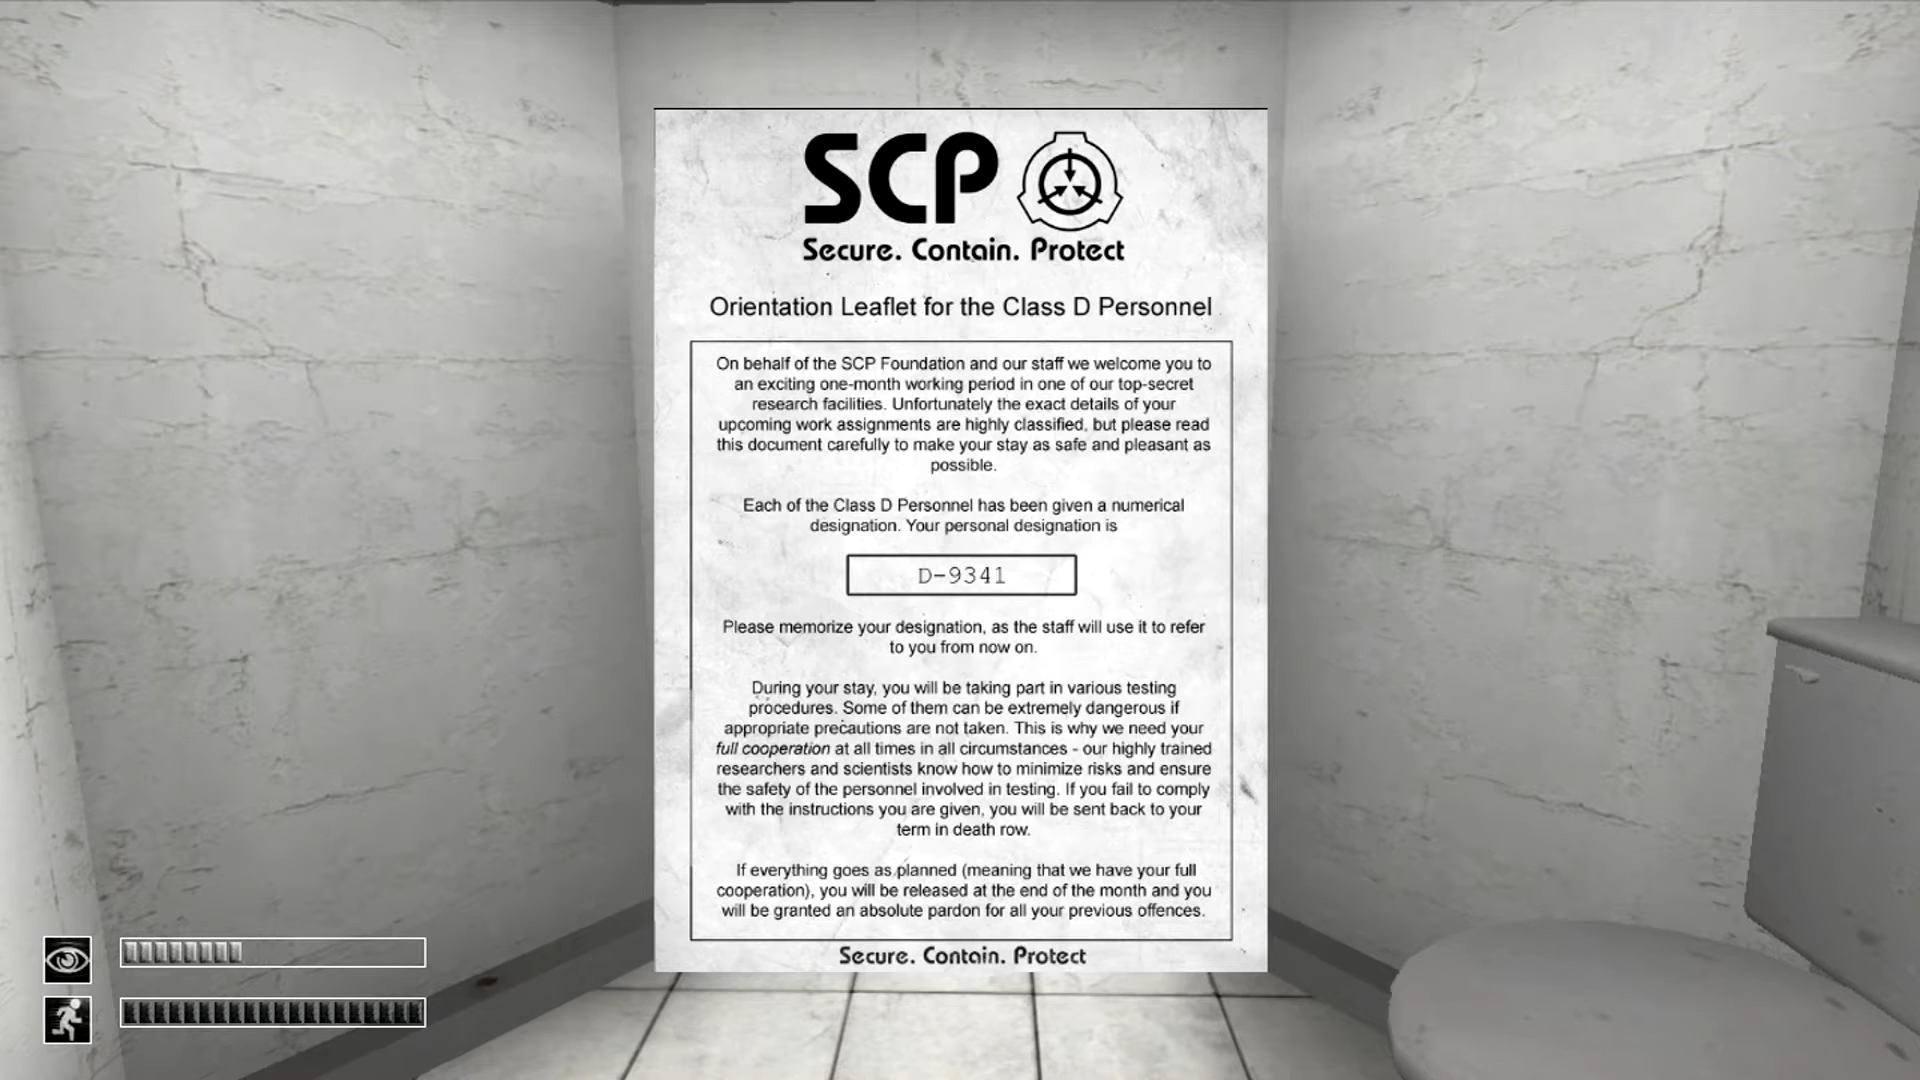 SCP
Secure. Contain. Protect
Orientation Leaflet for the Class D Personnel
On behalf of the SCP Foundation and our staff we welcome you to
an exciting one-month working period in one of our top-secret
research facilities. Unfortunately the exact details of your
upcoming work assignments are highly classified, but please read
this document carefully to make your stay as safe and pleasant as
possible.
Each of the Class D Personnel has been given a numerical
designation. Your personal designation is
D-9341
Please memorize your designation, as the staff will use it to refer
to you from now on.
During your stay, you will be taking part in various testing
procedures. Some of them can be extremely dangerous if
appropriate precautions are not taken. This is why we need your
full cooperation at all times in all circumstances - our highly trained
researchers and scientists know how to minimize risks and ensure
the safety of the personnel involved in testing. If you fail to comply
with the instructions you are given, you will be sent back to your
term in death row.
If everything goes as planned (meaning that we have your full
cooperation), you will be released at the end of the month and you
will be granted an absolute pardon for all your previous offences.
Secure. Contain. Protect